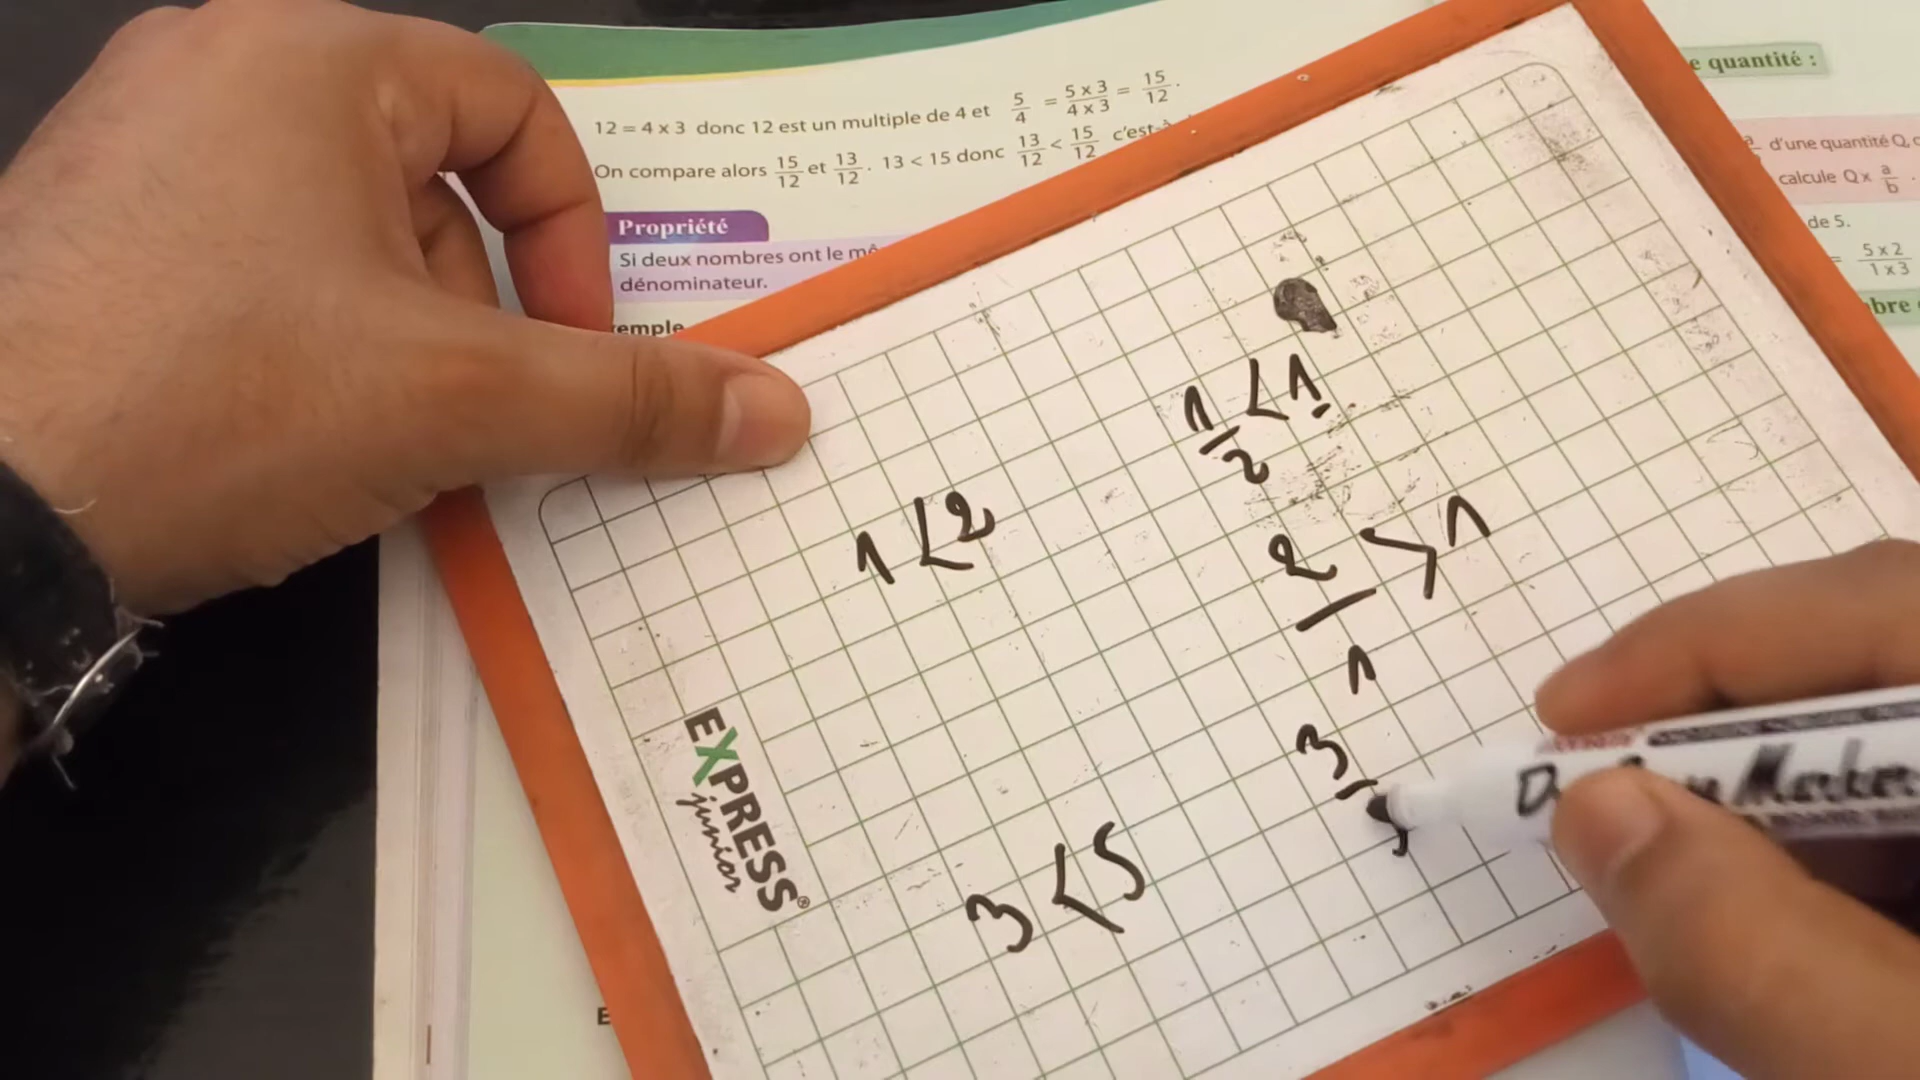 12 = 4 x 3 donc 12 est un multiple de 4 et 5/4 = 5 x 3/4 x 3 = 15/12 .
On compare alors 15/12 et 13/12 . 13 < 15 donc 13/12 < 15/12 c'est-à
Propriété
Si deux nombres ont le mê
dénominateur.
emple
e quantité :
d'une quantité Q,
calcule Q x a/b .
de 5.
= 5 x 2/1 x 3
bre
1/2 < 1
1 < 2
2/1 > 1
3
3 < 5
EXPRESS®
junior
E